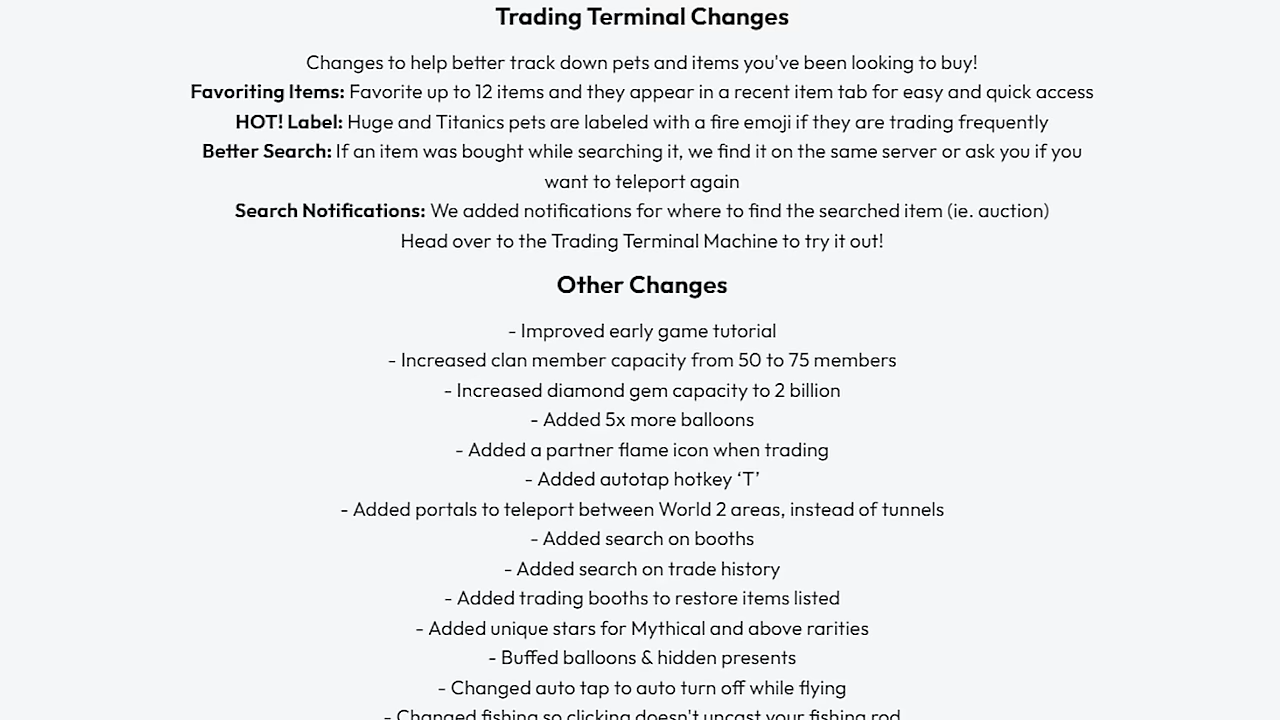 Trading Terminal Changes
Changes to help better track down pets and items you've been looking to buy!
Favoriting Items: Favorite up to 12 items and they appear in a recent item tab for easy and quick access
HOT! Label: Huge and Titanics pets are labeled with a fire emoji if they are trading frequently
Better Search: If an item was bought while searching it, we find it on the same server or ask you if you
want to teleport again
Search Notifications: We added notifications for where to find the searched item (ie. auction)
Head over to the Trading Terminal Machine to try it out!
Other Changes
- Improved early game tutorial
- Increased clan member capacity from 50 to 75 members
- Increased diamond gem capacity to 2 billion
- Added 5x more balloons
- Added a partner flame icon when trading
- Added autotap hotkey ‘T’
- Added portals to teleport between World 2 areas, instead of tunnels
- Added search on booths
- Added search on trade history
- Added trading booths to restore items listed
- Added unique stars for Mythical and above rarities
- Buffed balloons & hidden presents
- Changed auto tap to auto turn off while flying
- Changed fishing so clicking doesn't uncast your fishing rod